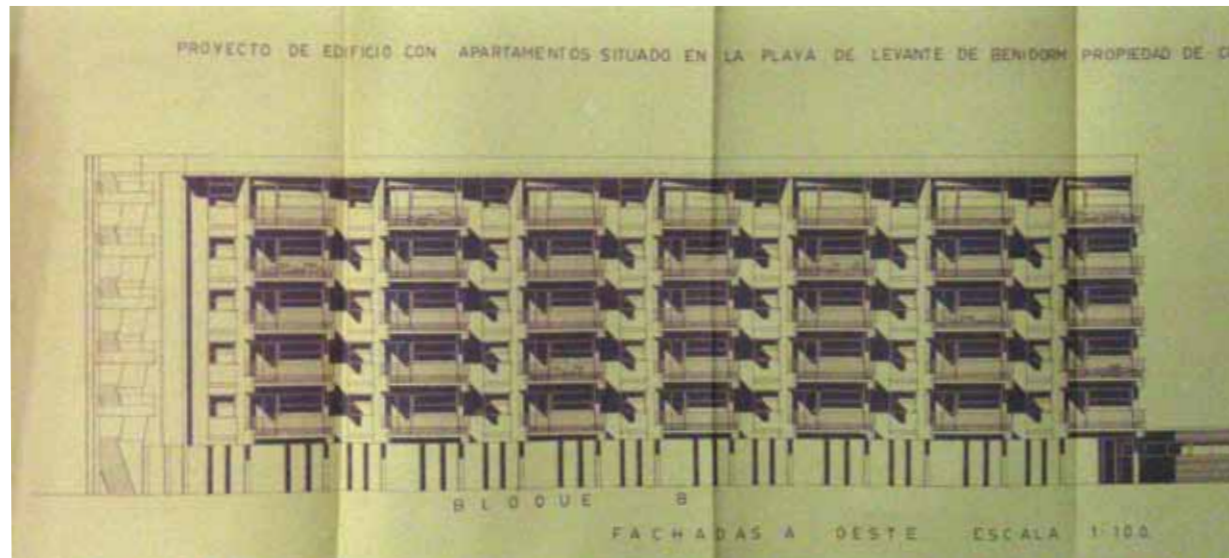 PROYECTO DE EDIFICIO CON APARTAMENTOS SITUADO EN LA PLAYA DE LEVANTE DE BENIDORM PROPIEDAD DE
BLOQUE B
FACHADAS A OESTE ESCALA 1-100